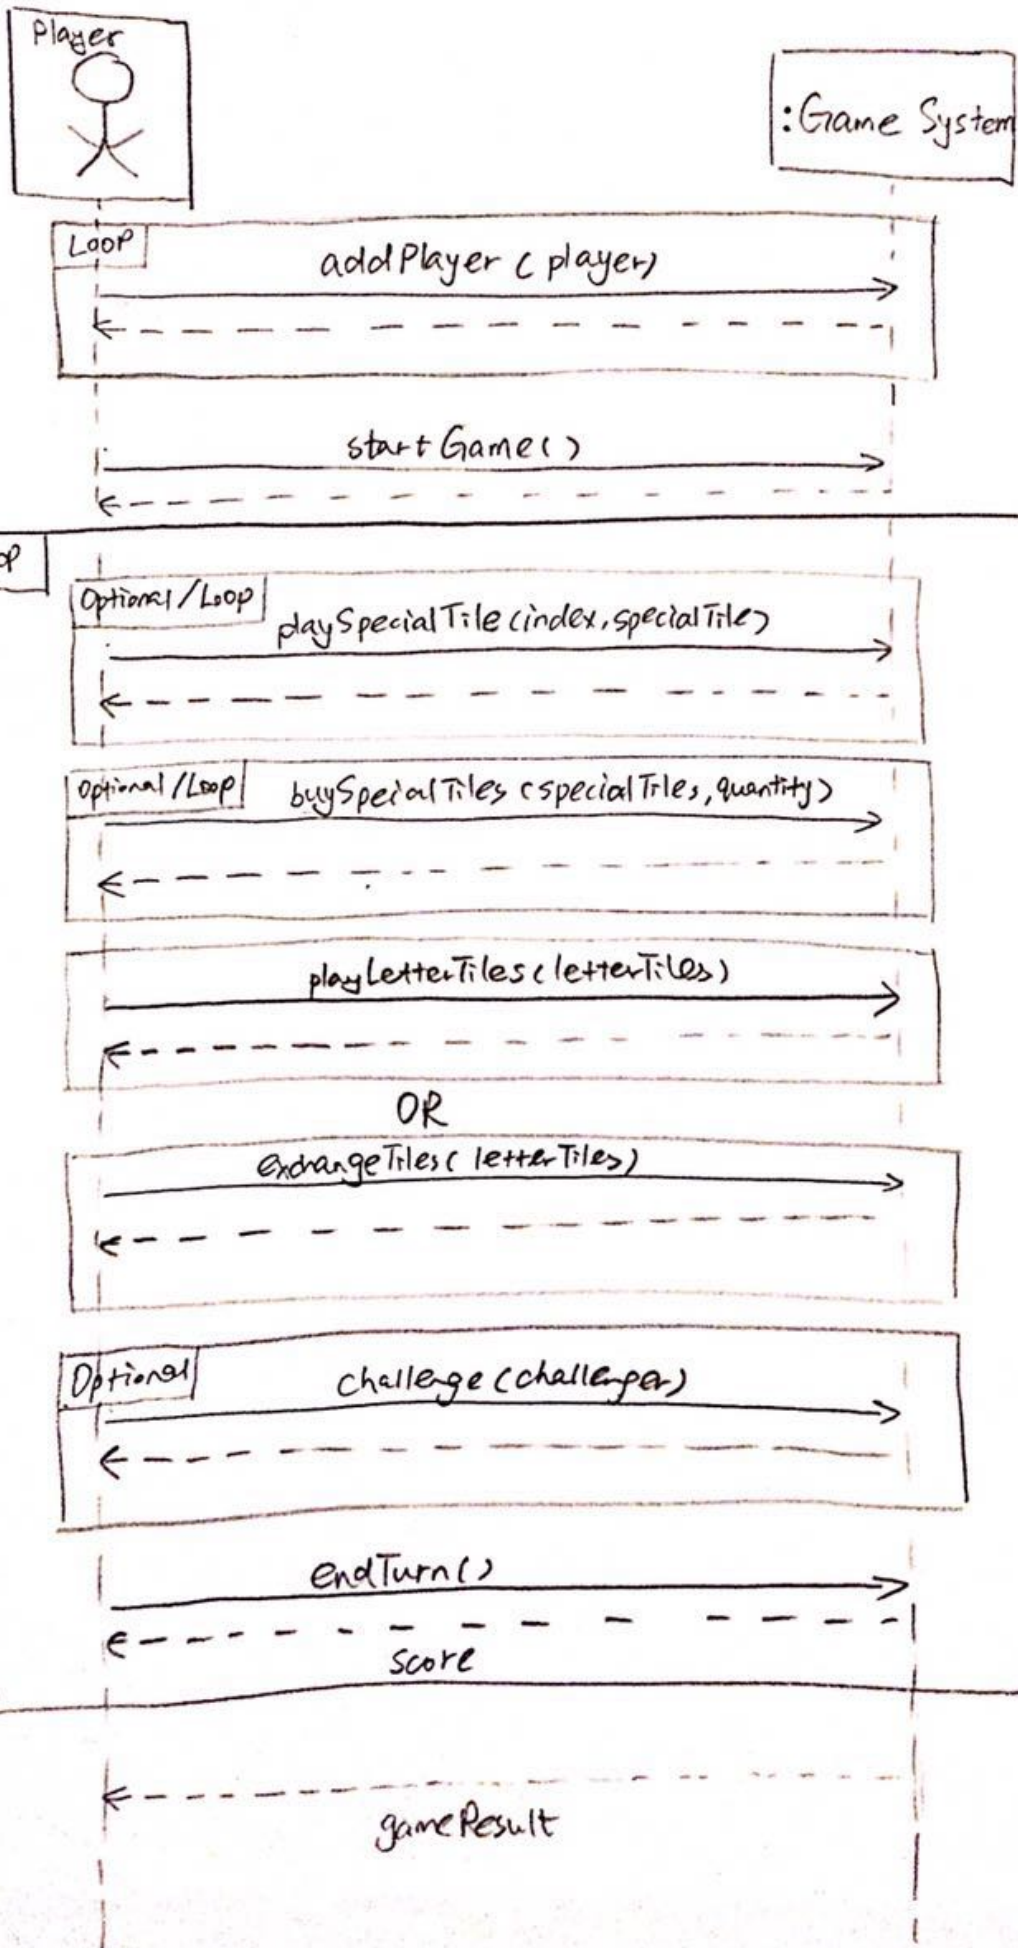 Player
:Game System
Loop
addPlayer (player)
startGame()
op
Optional/Loop
playSpecialTile(index,specialTile)
Optional/Loop
buySpecialTiles(specialTiles,quantity)
playLetterTiles(letterTiles)
OR
exchangeTiles(letterTiles)
Optional
challenge(challenger)
endTurn()
score
gameResult